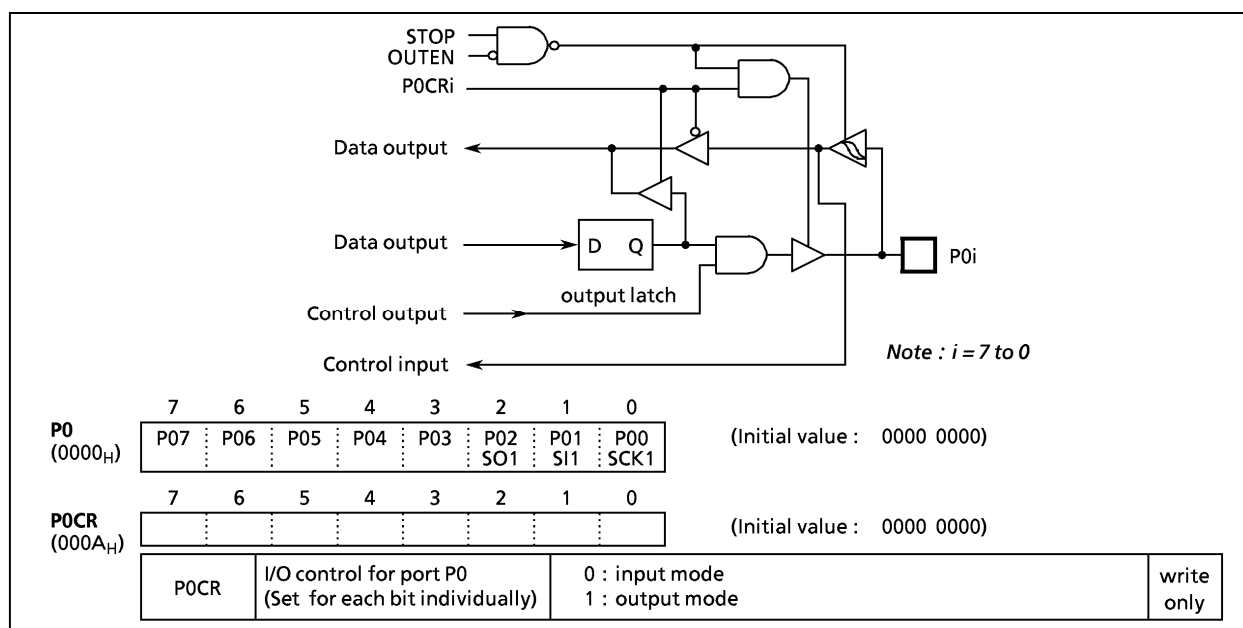 STOP
OUTEN
P0CRi
Data output
Data output
D Q
P0i
output latch
Control output
Control input
Note : i = 7 to 0
7 6 5 4 3 2 1 0
P0 P07 P06 P05 P04 P03 P02 P01 P00 (Initial value : 0000 0000)
(0000H) SO1 SI1 SCK1
7 6 5 4 3 2 1 0
P0CR (Initial value : 0000 0000)
(000AH)
P0CR I/O control for port P0 0 : input mode write
(Set for each bit individually) 1 : output mode only